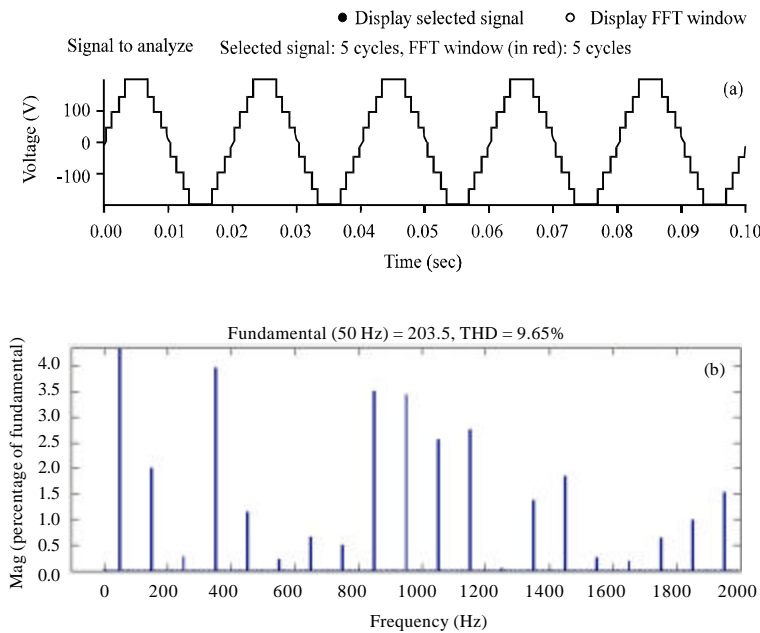 ● Display selected signal ○ Display FFT window
Signal to analyze Selected signal: 5 cycles, FFT window (in red): 5 cycles
(a)
Voltage (V)
100
0
-100
0.00 0.01 0.02 0.03 0.04 0.05 0.06 0.07 0.08 0.09 0.10
Time (sec)
Fundamental (50 Hz) = 203.5, THD = 9.65%
(b)
Mag (percentage of fundamental)
4.0
3.5
3.0
2.5
2.0
1.5
1.0
0.5
0.0
0 200 400 600 800 1000 1200 1400 1600 1800 2000
Frequency (Hz)